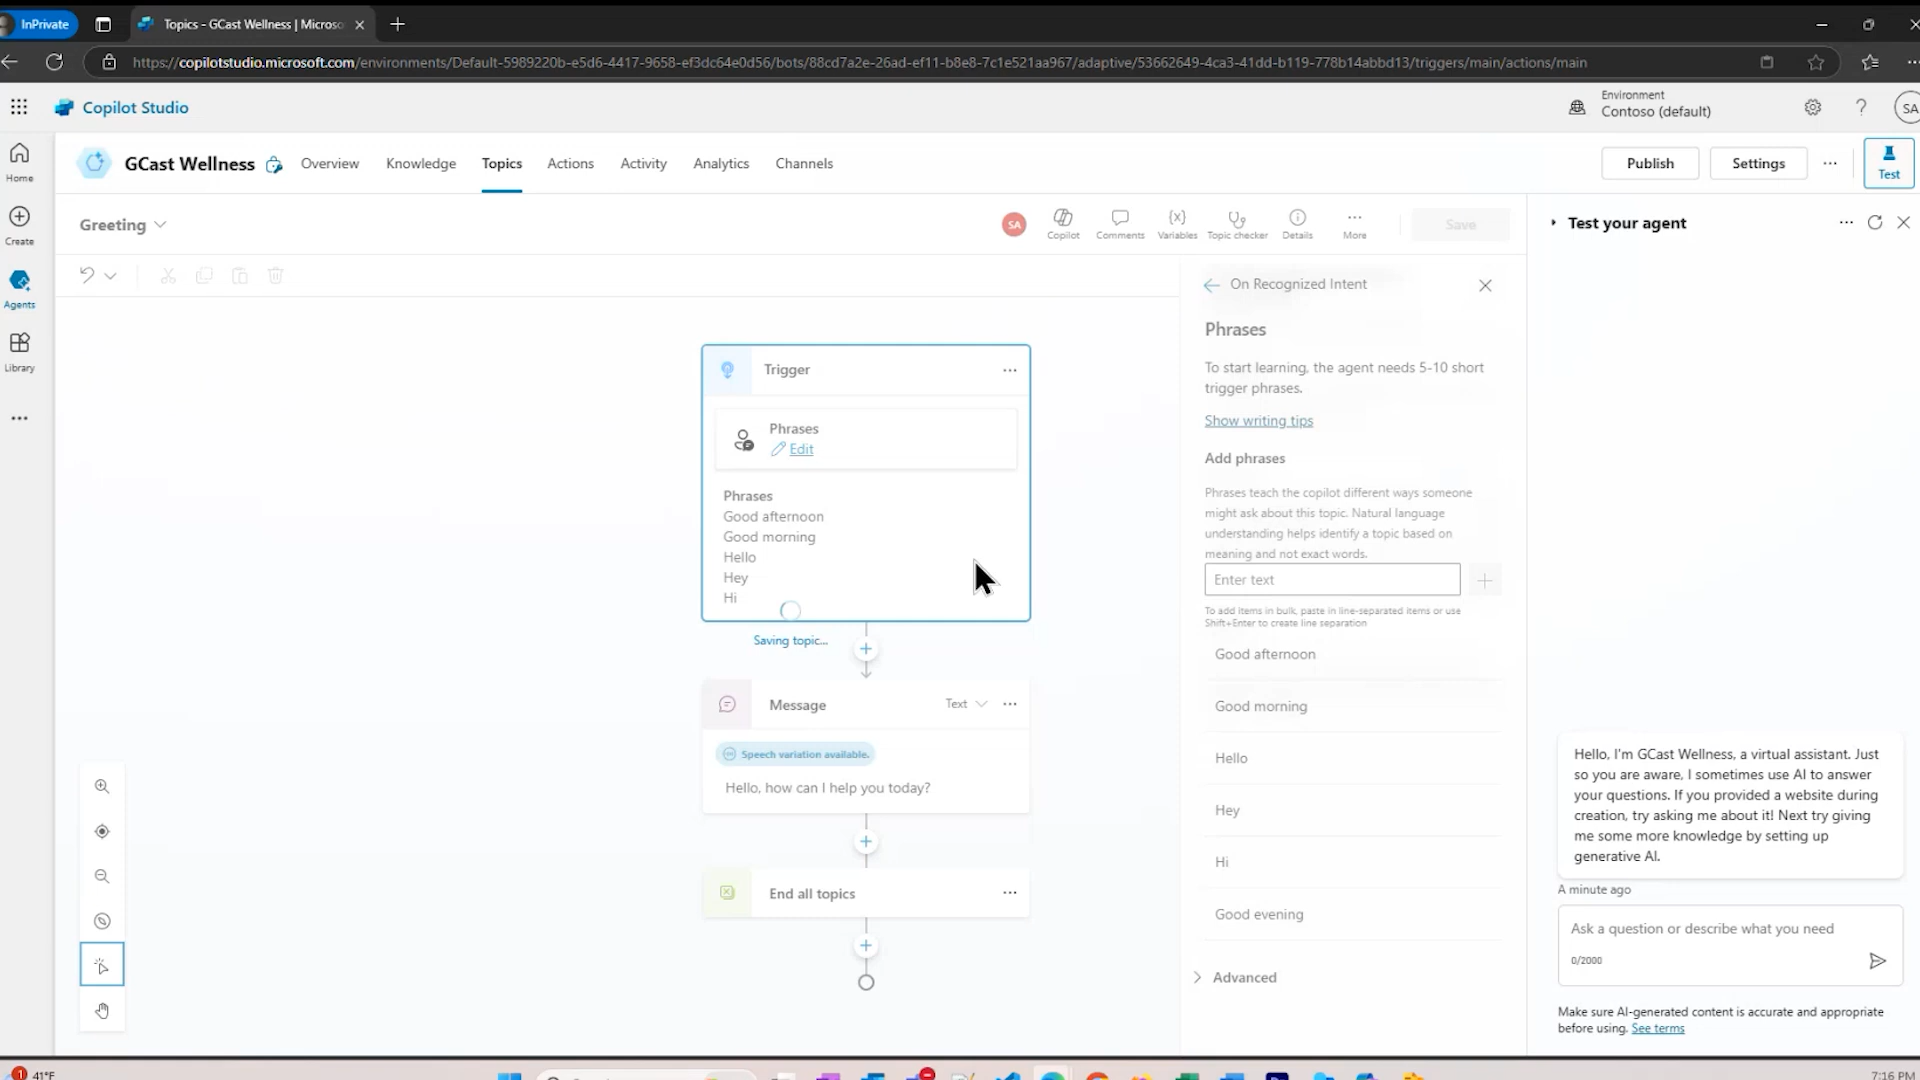 InPrivate
Topics - GCast Wellness | Microso
https://copilotstudio.microsoft.com/environments/Default-5989220b-e5d6-4417-9658-ef3dc64e0d56/bots/88cd7a2e-26ad-ef11-b8e8-7c1e521aa967/adaptive/53662649-4ca3-41dd-b119-778b14abbd13/triggers/main/actions/main
Copilot Studio
Environment
Contoso (default)
SA
Home
Create
Agents
Library
GCast Wellness
Overview
Knowledge
Topics
Actions
Activity
Analytics
Channels
Publish
Settings
Test
Greeting
SA
Copilot
Comments
Variables
Topic checker
Details
More
Save
Trigger
Phrases
Edit
Phrases
Good afternoon
Good morning
Hello
Hey
Hi
Saving topic...
Message
Text
Speech variation available.
Hello, how can I help you today?
End all topics
On Recognized Intent
Phrases
To start learning, the agent needs 5-10 short
trigger phrases.
Show writing tips
Add phrases
Phrases teach the copilot different ways someone
might ask about this topic. Natural language
understanding helps identify a topic based on
meaning and not exact words.
Enter text
To add items in bulk, paste in line-separated items or use
Shift+Enter to create line separation
Good afternoon
Good morning
Hello
Hey
Hi
Good evening
Advanced
Test your agent
Hello, I'm GCast Wellness, a virtual assistant. Just
so you are aware, I sometimes use AI to answer
your questions. If you provided a website during
creation, try asking me about it! Next try giving
me some more knowledge by setting up
generative AI.
A minute ago
Ask a question or describe what you need
0/2000
Make sure AI-generated content is accurate and appropriate
before using. See terms
1
41°F
7:16 PM